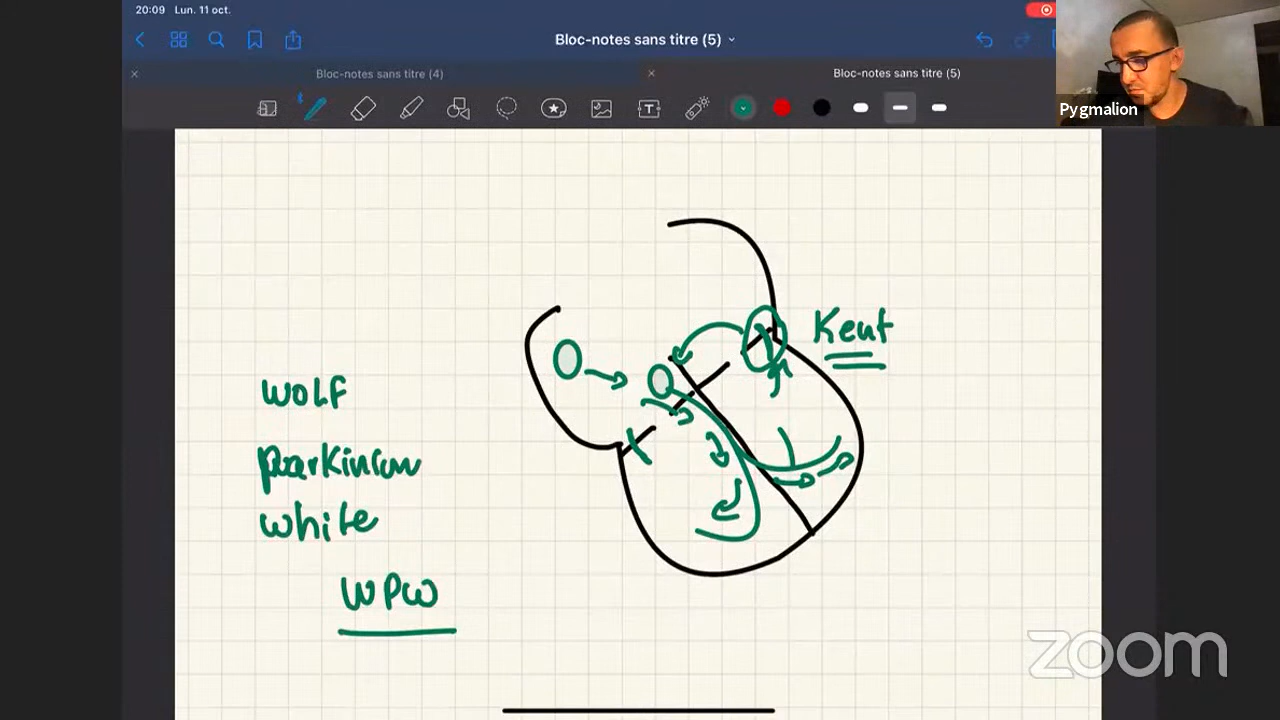 20:09 Lun. 11 oct.
Bloc-notes sans titre (5)
Bloc-notes sans titre (4)
Bloc-notes sans titre (5)
Pygmalion
Kent
WOLF
parkinson
white
WPW
zoom